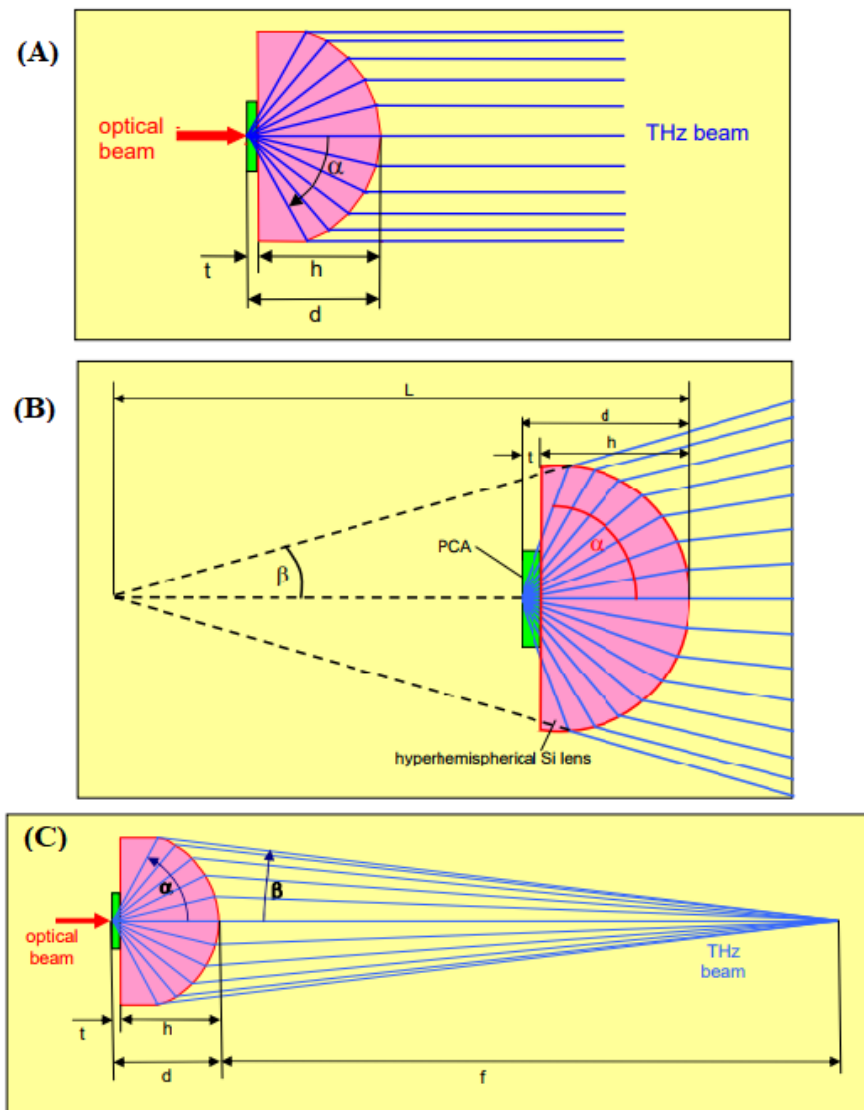 (A)
optical
beam
THz beam
α
t
h
d
(B)
L
d
h
t
PCA
α
β
hyperhemispherical Si lens
(C)
α
β
optical
beam
THz
beam
t
h
d
f